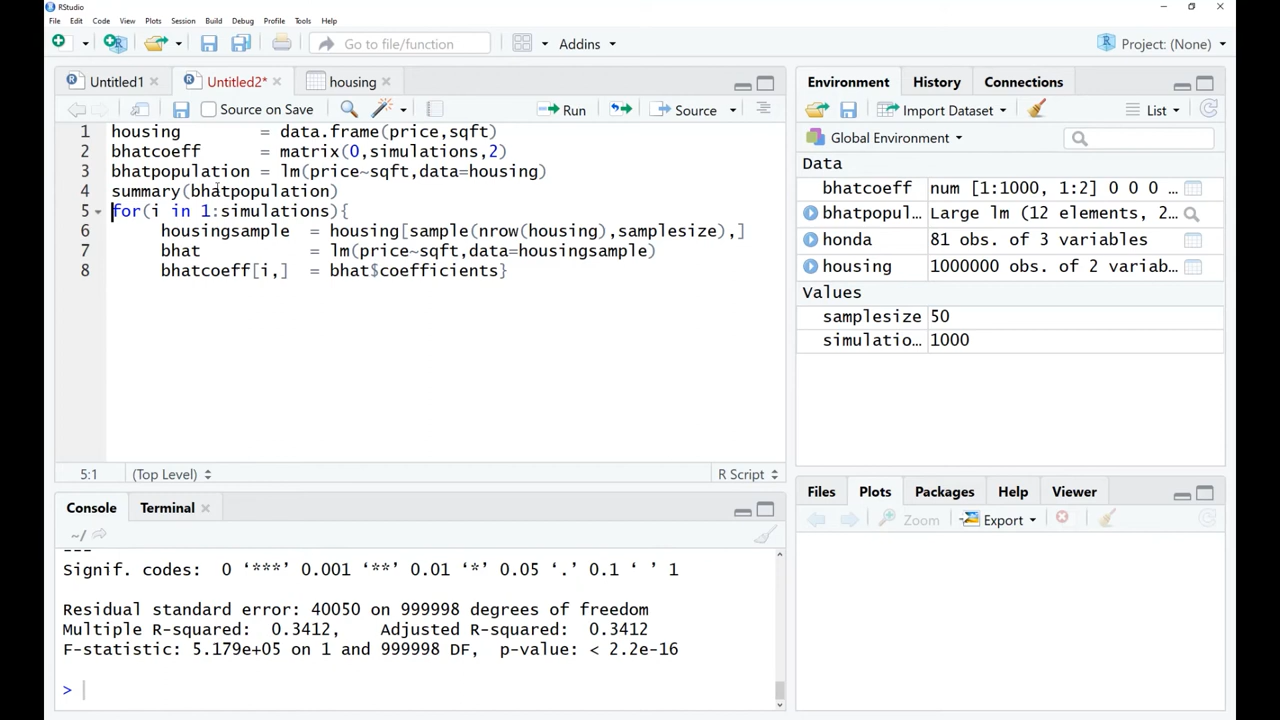 RStudio
File Edit Code View Plots Session Build Debug Profile Tools Help
Go to file/function Addins Project: (None)
Untitled1 Untitled2* housing
Source on Save Run Source
1 housing = data.frame(price,sqft)
2 bhatcoeff = matrix(0,simulations,2)
3 bhatpopulation = lm(price~sqft,data=housing)
4 summary(bhatpopulation)
5 for(i in 1:simulations){
6 housingsample = housing[sample(nrow(housing),samplesize),]
7 bhat = lm(price~sqft,data=housingsample)
8 bhatcoeff[i,] = bhat$coefficients}
5:1 (Top Level) R Script
Console Terminal
~/
---
Signif. codes: 0 ‘***’ 0.001 ‘**’ 0.01 ‘*’ 0.05 ‘.’ 0.1 ‘ ’ 1
Residual standard error: 40050 on 999998 degrees of freedom
Multiple R-squared: 0.3412, Adjusted R-squared: 0.3412
F-statistic: 5.179e+05 on 1 and 999998 DF, p-value: < 2.2e-16
>
Environment History Connections
Import Dataset List
Global Environment
Data
bhatcoeff num [1:1000, 1:2] 0 0 0 …
bhatpopul… Large lm (12 elements, 2…
honda 81 obs. of 3 variables
housing 1000000 obs. of 2 variab…
Values
samplesize 50
simulatio… 1000
Files Plots Packages Help Viewer
Zoom Export